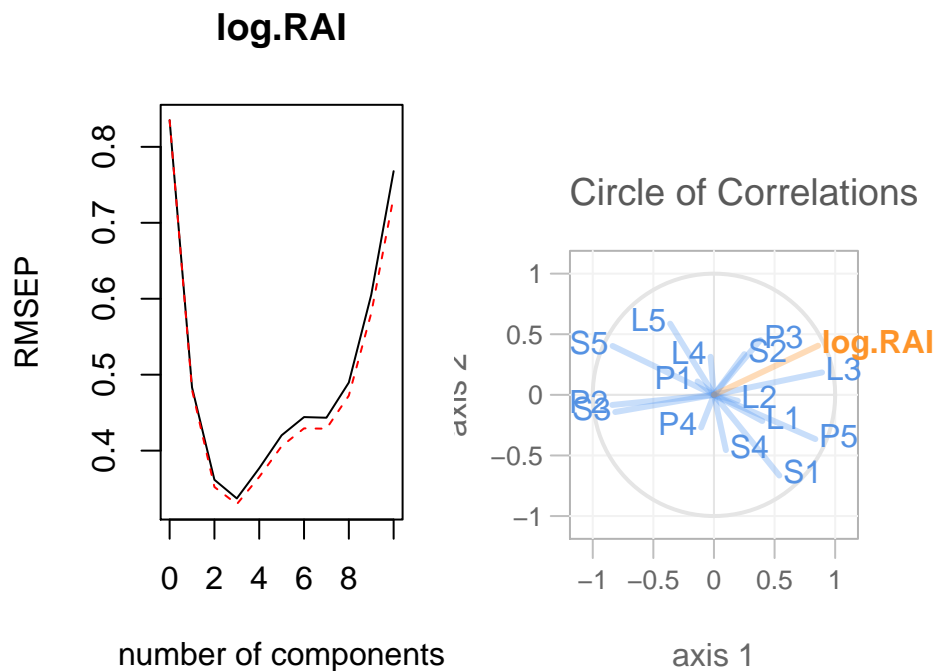 log.RAI
RMSEP
0.8
0.7
0.6
0.5
0.4
0 2 4 6 8
number of components
Circle of Correlations
axis 2
1
0.5
0
−0.5
−1
L5
S5
L4
P1
S2
P3
log.RAI
L3
P2
S3
L2
L1
P4
S4
P5
S1
−1 −0.5 0 0.5 1
axis 1